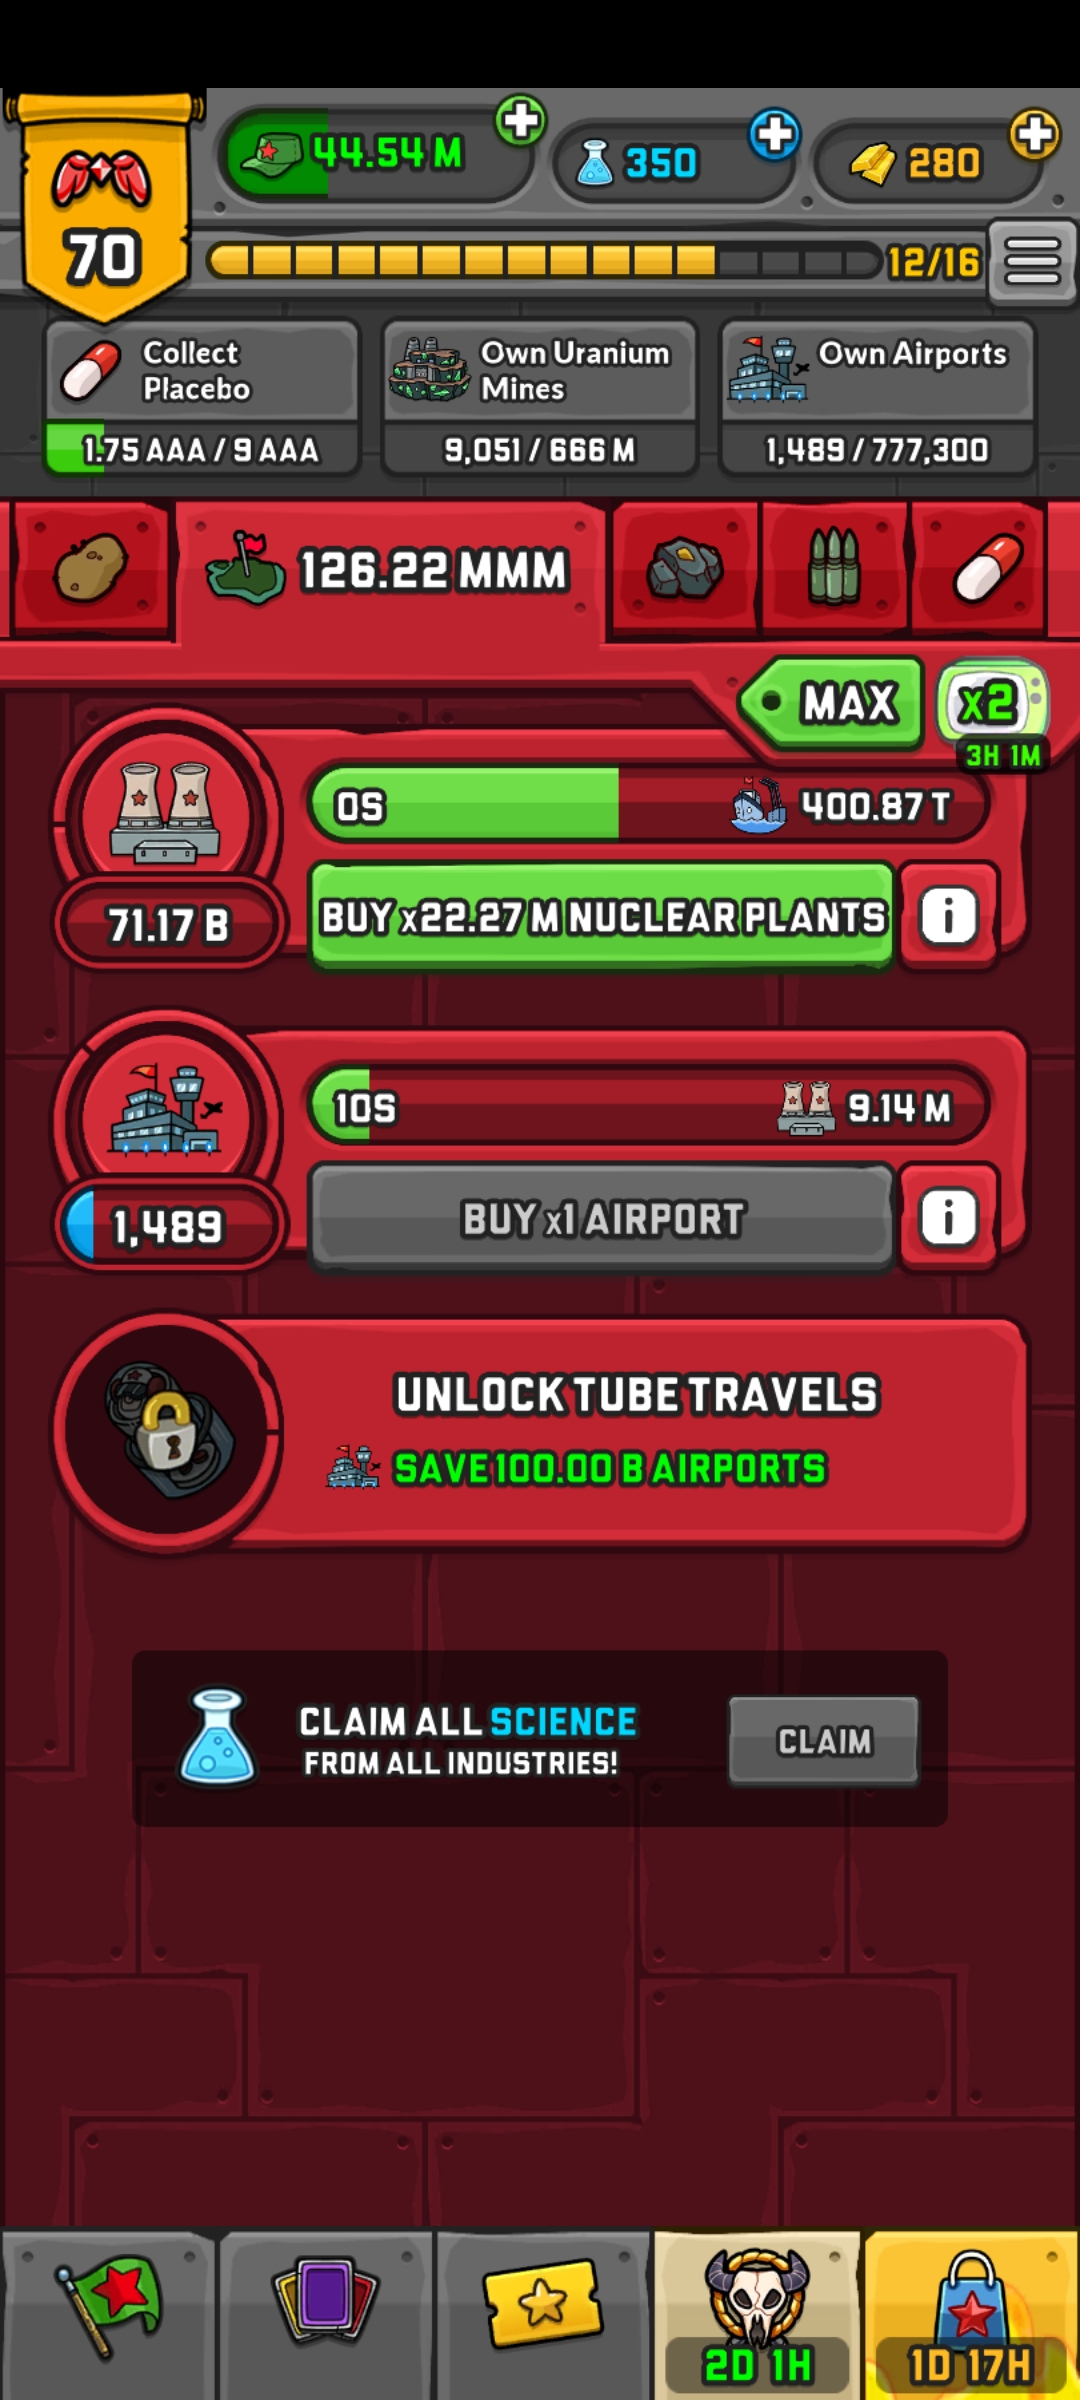 44.54 M
350
280
70
12/16
Collect
Placebo
1.75 AAA / 9 AAA
Own Uranium
Mines
9,051 / 666 M
Own Airports
1,489 / 777,300
126.22 MMM
MAX
x2
3H 1M
0S
400.87 T
71.17 B
BUY x22.27 M NUCLEAR PLANTS
i
10S
9.14 M
1,489
BUY x1 AIRPORT
i
UNLOCK TUBE TRAVELS
SAVE 100.00 B AIRPORTS
CLAIM ALL SCIENCE
FROM ALL INDUSTRIES!
CLAIM
2D 1H
1D 17H